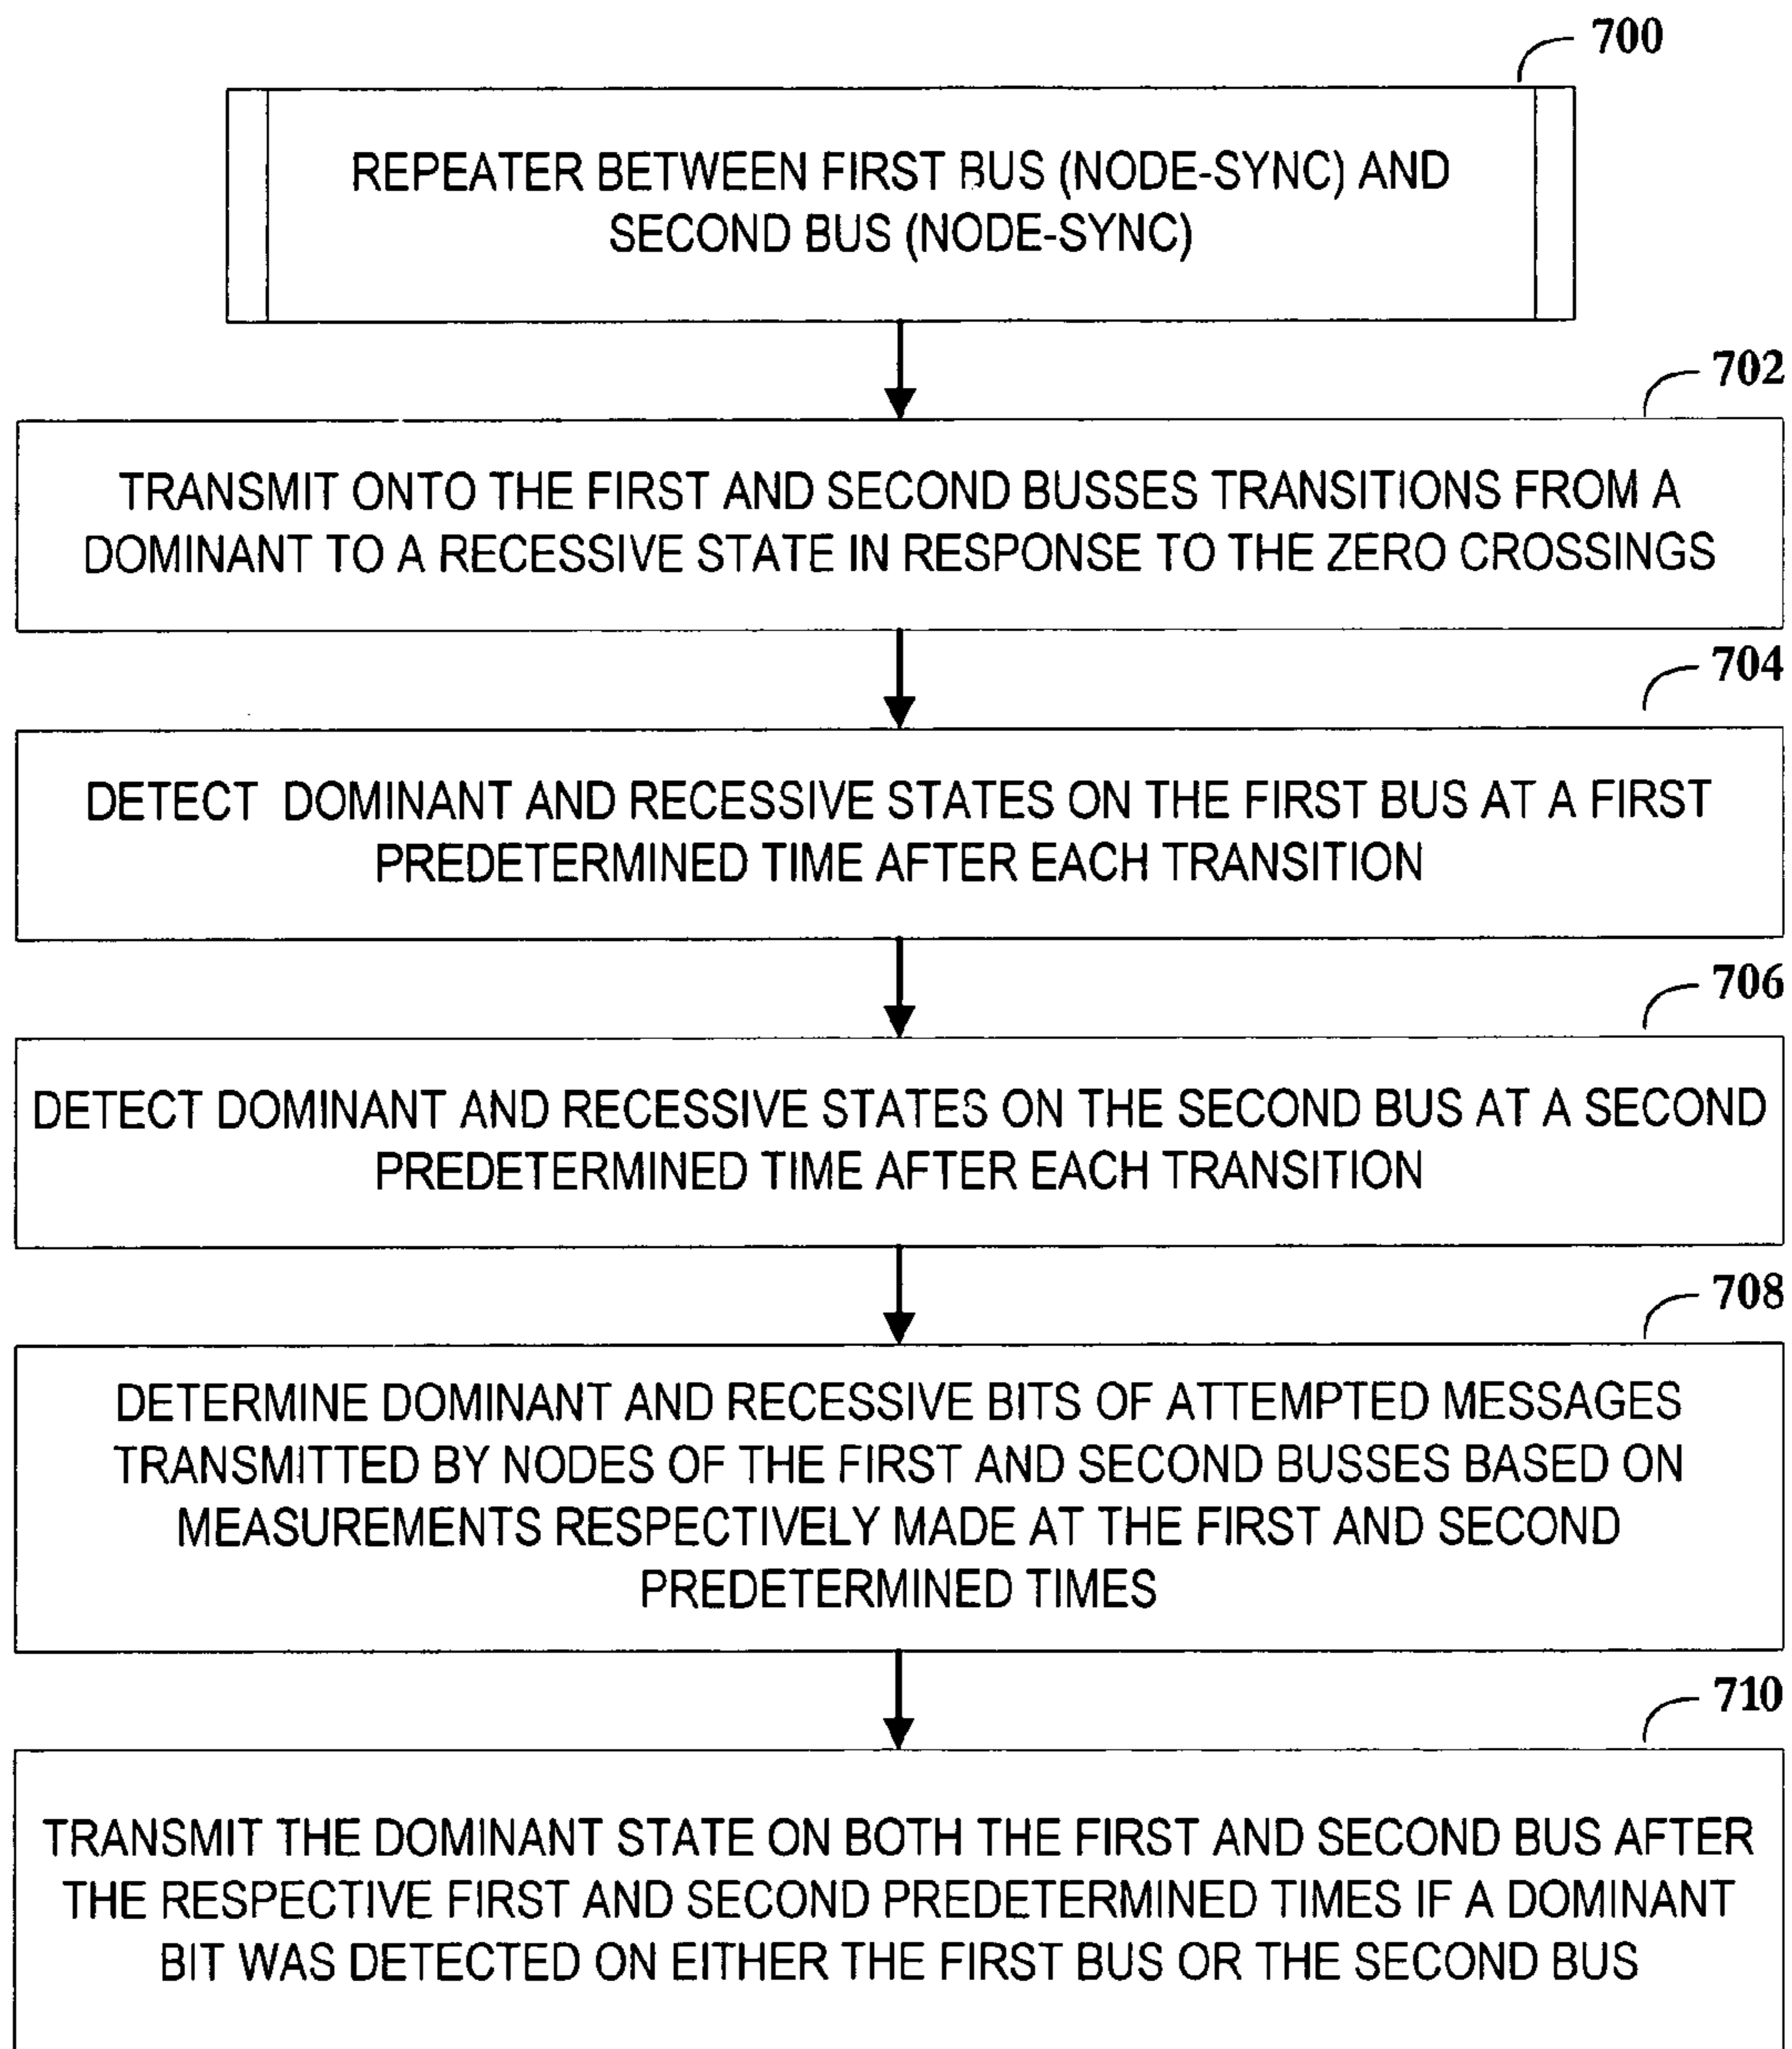 700
REPEATER BETWEEN FIRST BUS (NODE-SYNC) AND
SECOND BUS (NODE-SYNC)
702
TRANSMIT ONTO THE FIRST AND SECOND BUSSES TRANSITIONS FROM A
DOMINANT TO A RECESSIVE STATE IN RESPONSE TO THE ZERO CROSSINGS
704
DETECT DOMINANT AND RECESSIVE STATES ON THE FIRST BUS AT A FIRST
PREDETERMINED TIME AFTER EACH TRANSITION
706
DETECT DOMINANT AND RECESSIVE STATES ON THE SECOND BUS AT A SECOND
PREDETERMINED TIME AFTER EACH TRANSITION
708
DETERMINE DOMINANT AND RECESSIVE BITS OF ATTEMPTED MESSAGES
TRANSMITTED BY NODES OF THE FIRST AND SECOND BUSSES BASED ON
MEASUREMENTS RESPECTIVELY MADE AT THE FIRST AND SECOND
PREDETERMINED TIMES
710
TRANSMIT THE DOMINANT STATE ON BOTH THE FIRST AND SECOND BUS AFTER
THE RESPECTIVE FIRST AND SECOND PREDETERMINED TIMES IF A DOMINANT
BIT WAS DETECTED ON EITHER THE FIRST BUS OR THE SECOND BUS